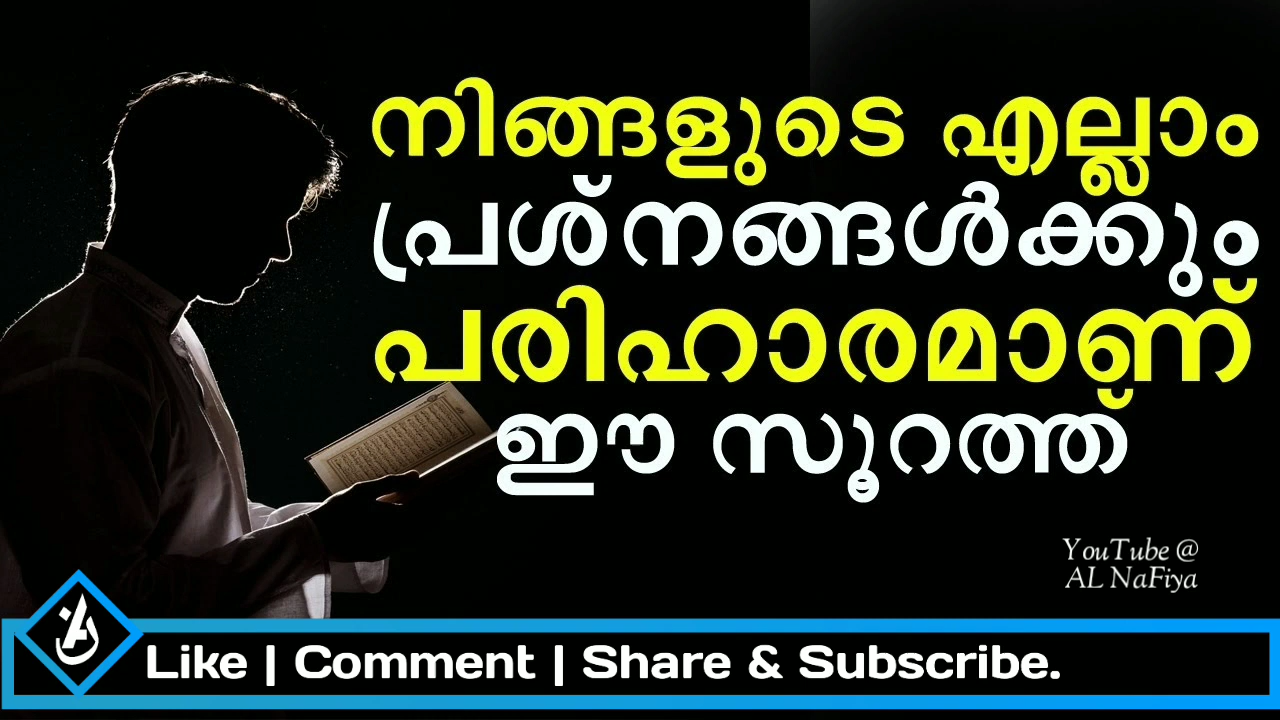 നിങ്ങളുടെ എല്ലാം
പ്രശ്നങ്ങൾക്കും
പരിഹാരമാണ്
ഈ സൂറത്ത്
YouTube @
AL NaFiya
Like | Comment | Share & Subscribe.